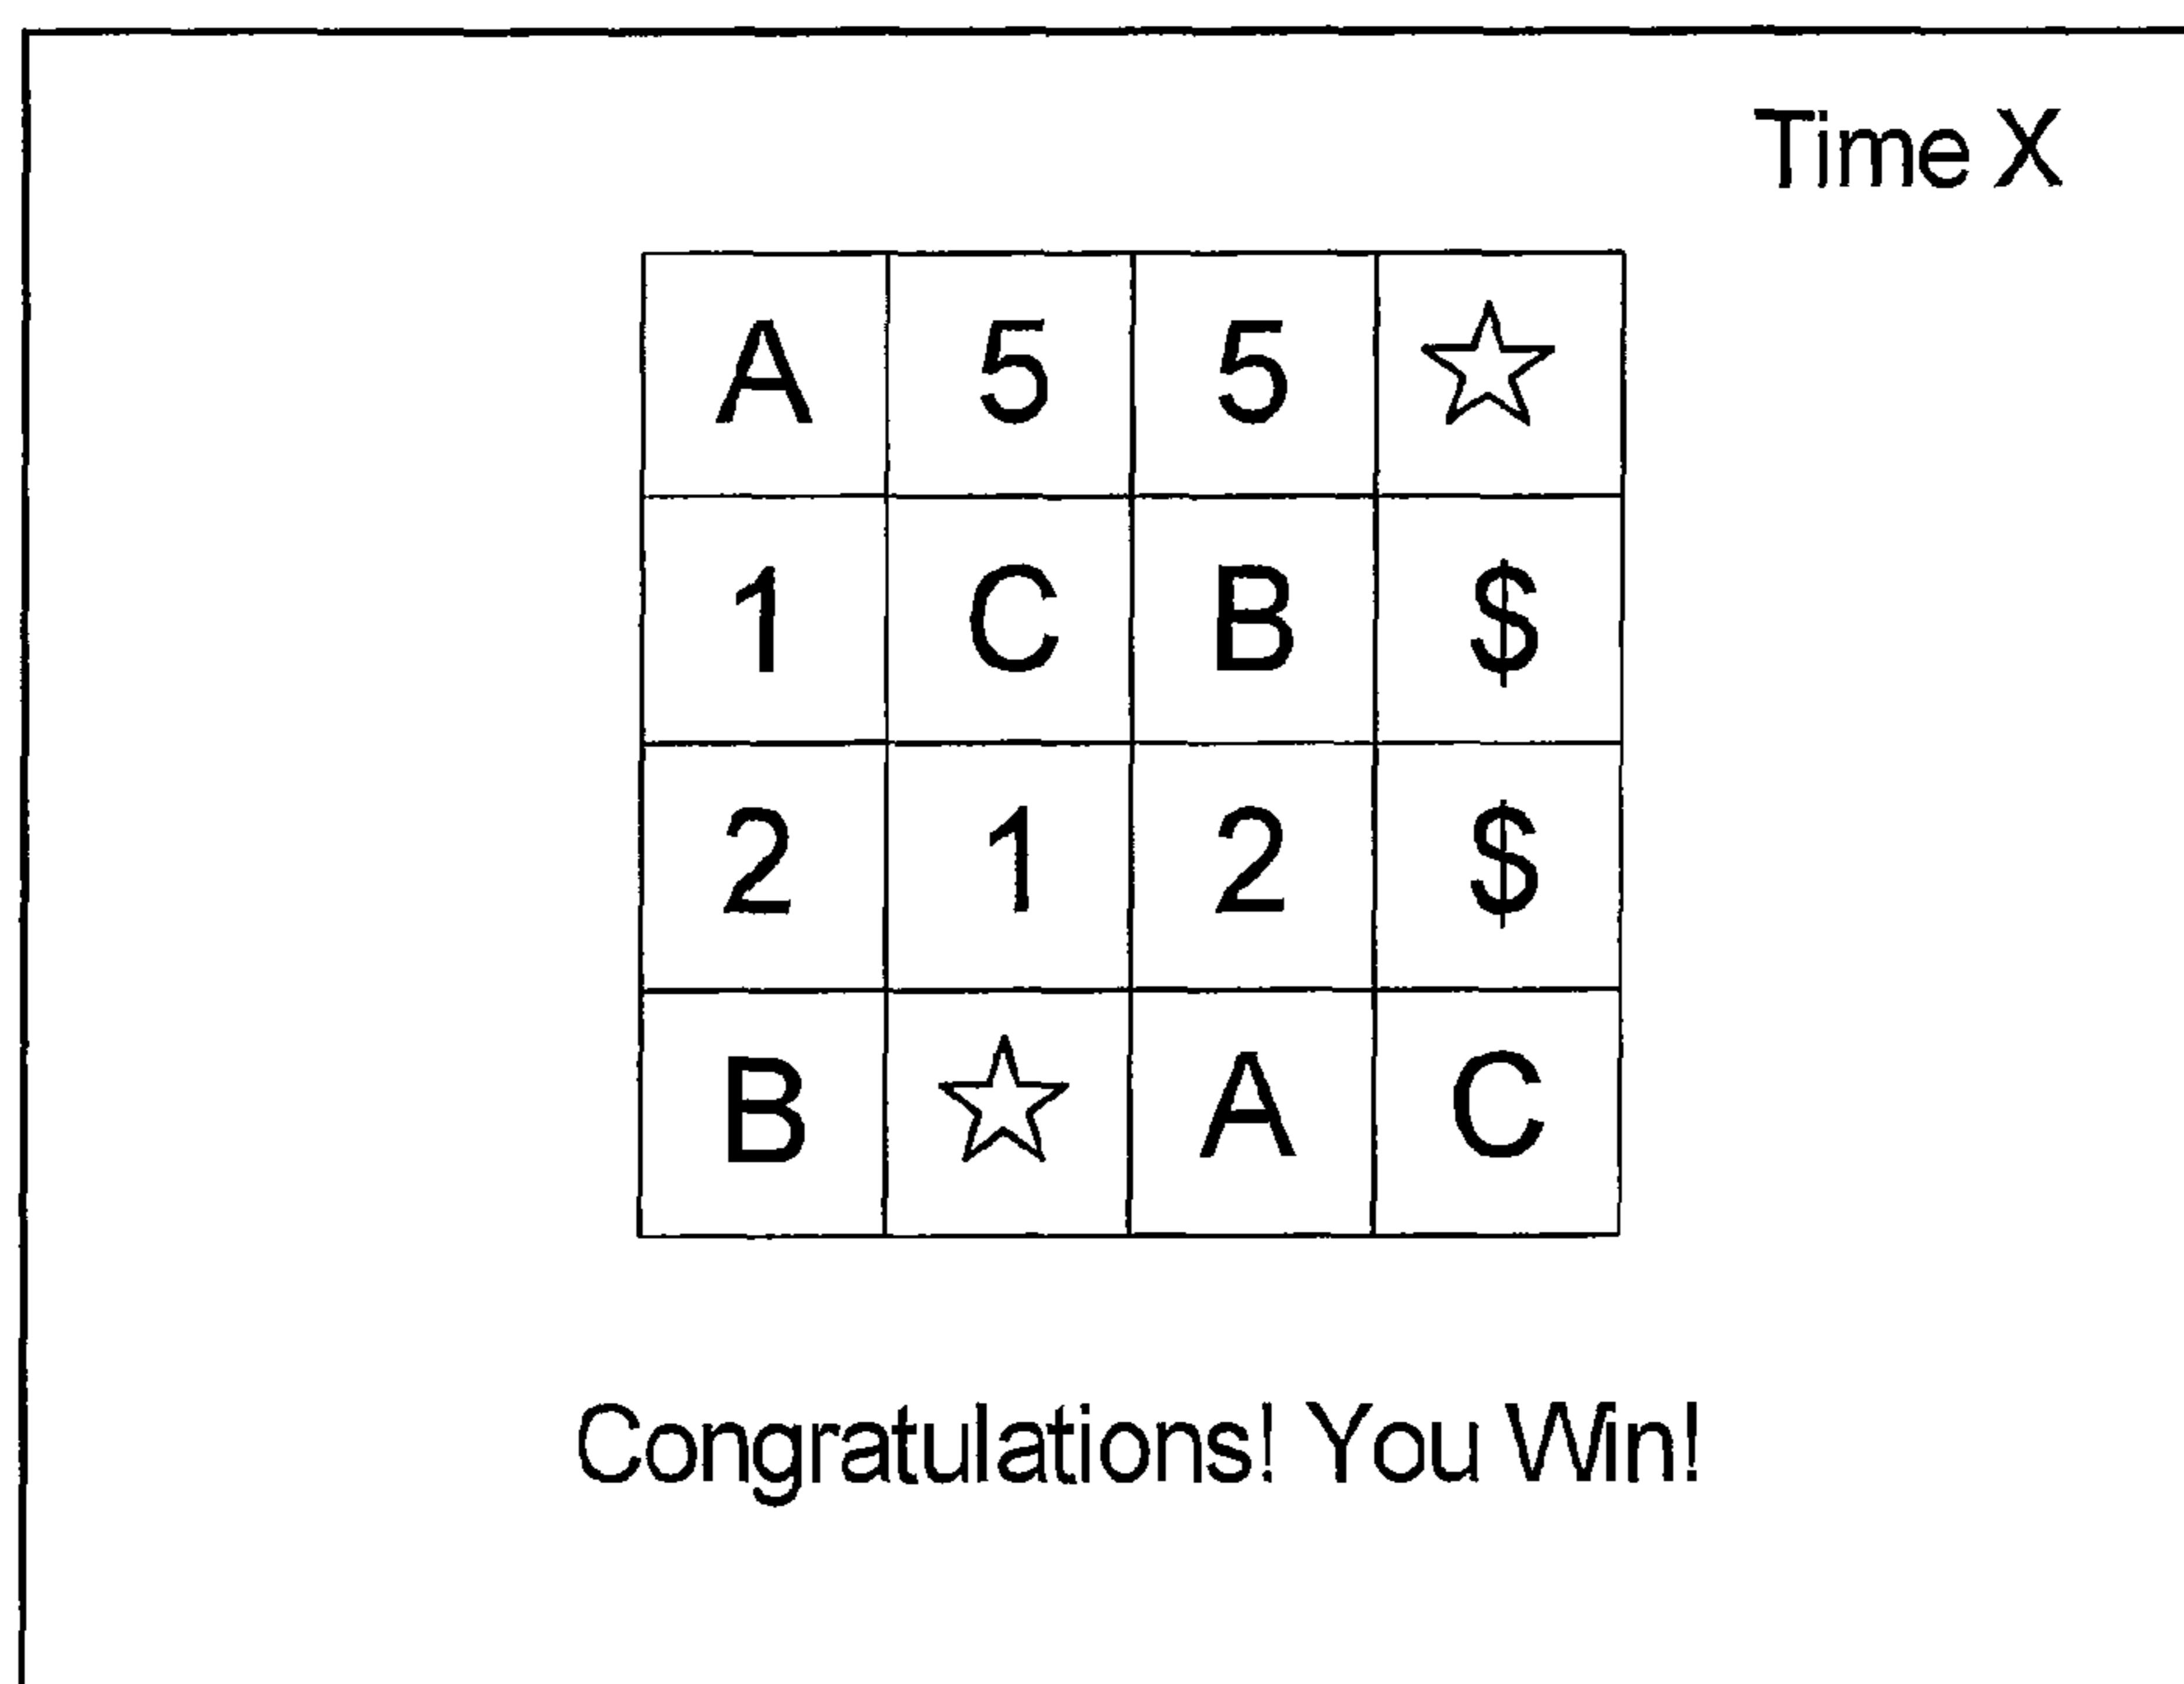 Time X
A 5 5 ☆
1 C B $
2 1 2 $
B ☆ A C
Congratulations! You Win!